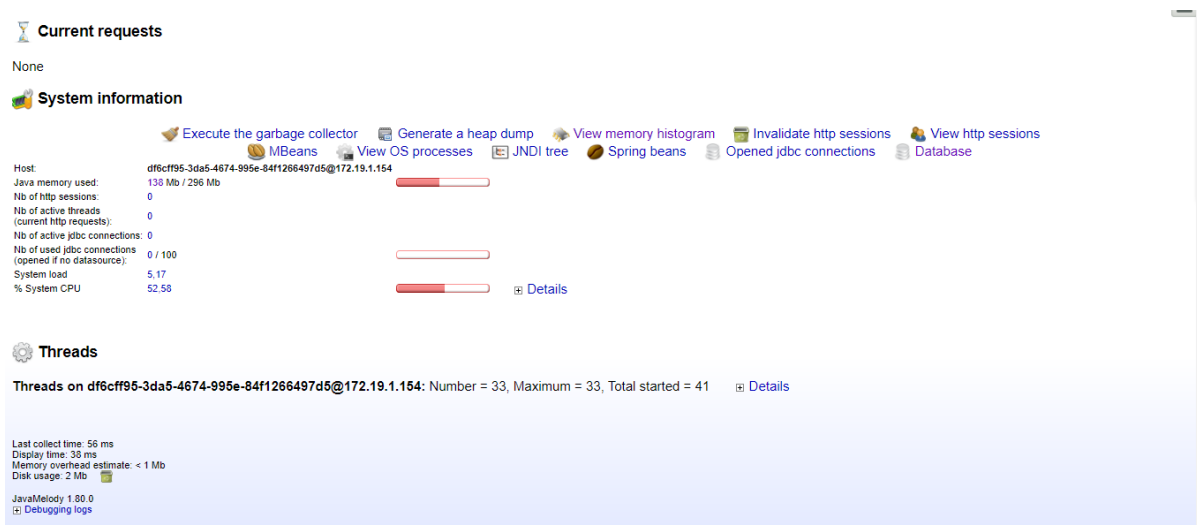 Current requests
None
System information
Execute the garbage collector Generate a heap dump View memory histogram Invalidate http sessions View http sessions
MBeans View OS processes JNDI tree Spring beans Opened jdbc connections Database
Host: df6cff95-3da5-4674-995e-84f1266497d5@172.19.1.154
Java memory used: 138 Mb / 296 Mb
Nb of http sessions: 0
Nb of active threads
(current http requests): 0
Nb of active jdbc connections: 0
Nb of used jdbc connections
(opened if no datasource): 0 / 100
System load 5,17
% System CPU 52,58 Details
Threads
Threads on df6cff95-3da5-4674-995e-84f1266497d5@172.19.1.154: Number = 33, Maximum = 33, Total started = 41 Details
Last collect time: 56 ms
Display time: 38 ms
Memory overhead estimate: < 1 Mb
Disk usage: 2 Mb
JavaMelody 1.80.0
Debugging logs